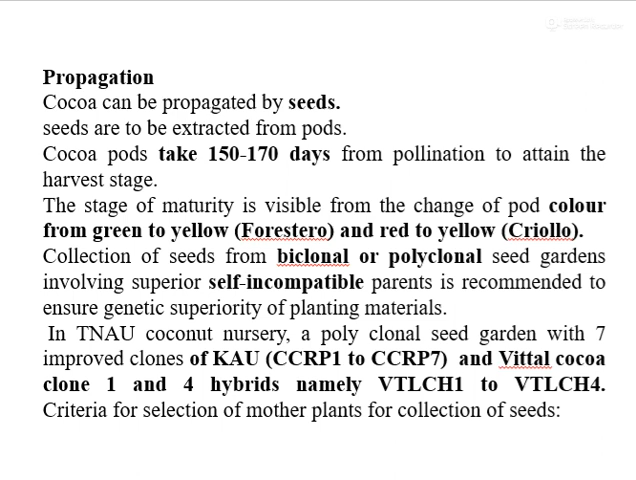 Propagation
Cocoa can be propagated by seeds.
seeds are to be extracted from pods.
Cocoa pods take 150-170 days from pollination to attain the
harvest stage.
The stage of maturity is visible from the change of pod colour
from green to yellow (Forestero) and red to yellow (Criollo).
Collection of seeds from biclonal or polyclonal seed gardens
involving superior self-incompatible parents is recommended to
ensure genetic superiority of planting materials.
In TNAU coconut nursery, a poly clonal seed garden with 7
improved clones of KAU (CCRP1 to CCRP7) and Vittal cocoa
clone 1 and 4 hybrids namely VTLCH1 to VTLCH4.
Criteria for selection of mother plants for collection of seeds: